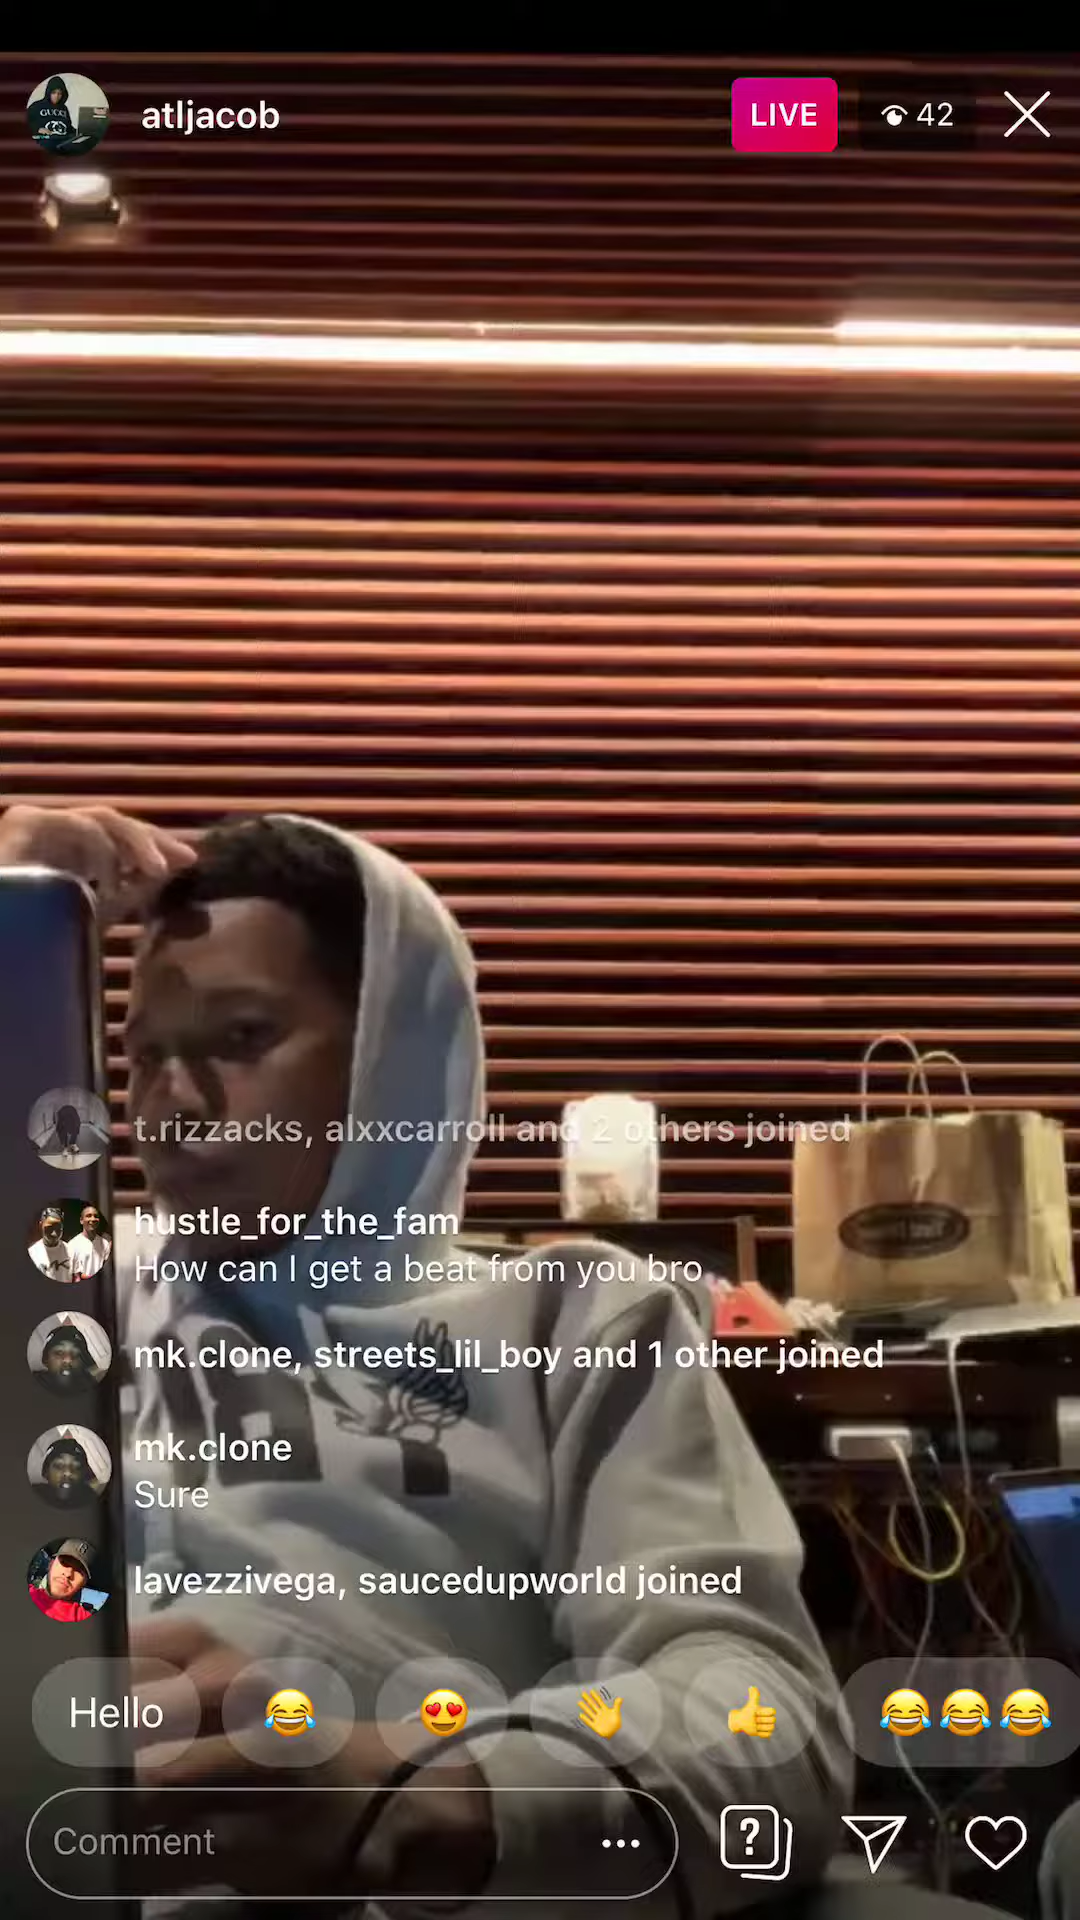 atljacob
LIVE
42
GUCCI
t.rizzacks, alxxcarroll and 2 others joined
hustle_for_the_fam
How can I get a beat from you bro
mk.clone, streets_lil_boy and 1 other joined
mk.clone
Sure
lavezzivega, saucedupworld joined
Hello
Comment